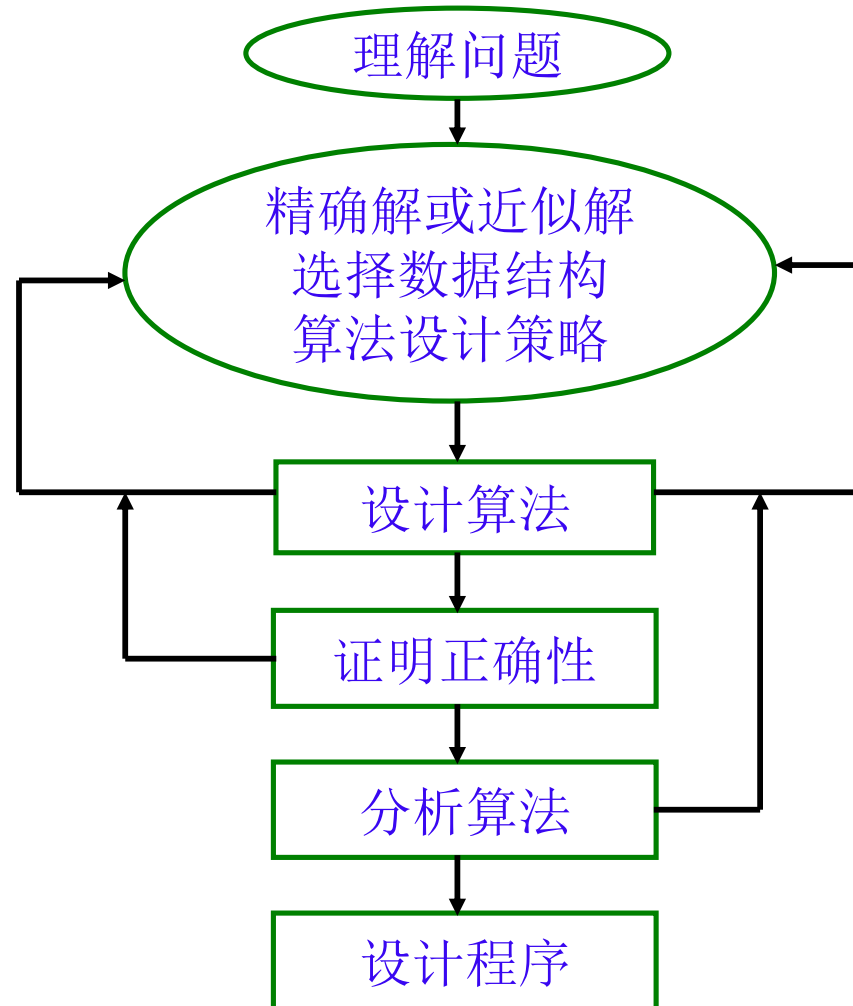 理解问题
精确解或近似解
选择数据结构
算法设计策略
设计算法
证明正确性
分析算法
设计程序